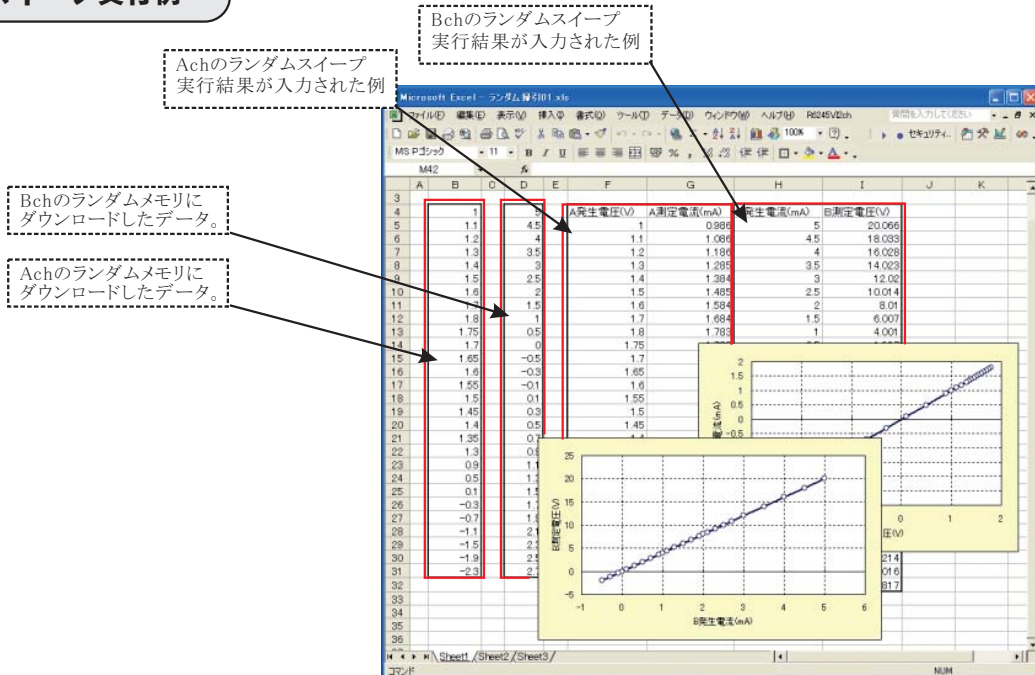 Bchのランダムスイープ
実行結果が入力された例
Achのランダムスイープ
実行結果が入力された例
Bchのランダムメモリに
ダウンロードしたデータ。
Achのランダムメモリに
ダウンロードしたデータ。
Microsoft Excel - ランダム掃引01.xls
ファイル(F) 編集(E) 表示(V) 挿入(I) 書式(O) ツール(T) データ(D) ウィンドウ(W) ヘルプ(H) R6245VI2ch 質問を入力してください
100% セキュリティ...
MS Pゴシック 11 B I U
M42 fx
A B C D E F G H I J K
3
4 1 5 A発生電圧(V) A測定電流(mA) B発生電流(mA) B測定電圧(V)
5 1.1 4.5 1 0.986 5 20.066
6 1.2 4 1.1 1.086 4.5 18.033
7 1.3 3.5 1.2 1.186 4 16.028
8 1.4 3 1.3 1.285 3.5 14.023
9 1.5 2.5 1.4 1.384 3 12.02
10 1.6 2 1.5 1.485 2.5 10.014
11 1.5 1.6 1.584 2 8.01
12 1.8 1 1.7 1.684 1.5 6.007
13 1.75 0.5 1.8 1.783 1 4.001
14 1.7 0 1.75
15 1.65 -0.5 1.7
16 1.6 -0.3 1.65
17 1.55 -0.1 1.6
18 1.5 0.1 1.55
19 1.45 0.3 1.5
20 1.4 0.5 1.45
21 1.35 0.7
22 1.3
23 0.9
24 0.5
25 0.1
26 -0.3
27 -0.7
28 -1.1
29 -1.5
30 -1.9 214
31 -2.3 016
32 817
33
34
35
36
2
1.5
1
0.5
0
-0.5
0 1 2
圧(V)
25
20
15
10
5
0
-5
-1 0 1 2 3 4 5 6
B測定電圧(V)
B発生電流(mA)
Sheet1 / Sheet2 / Sheet3 /
コマンド NUM